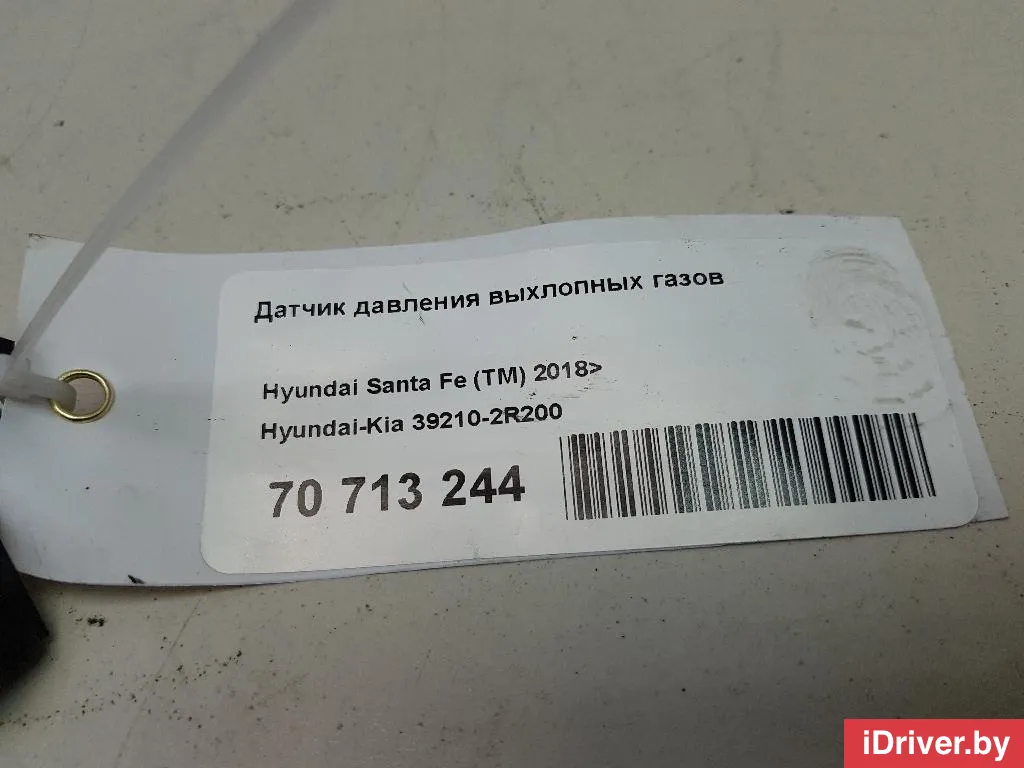 Датчик давления выхлопных газов
Hyundai Santa Fe (TM) 2018>
Hyundai-Kia 39210-2R200
70 713 244
iDriver.by